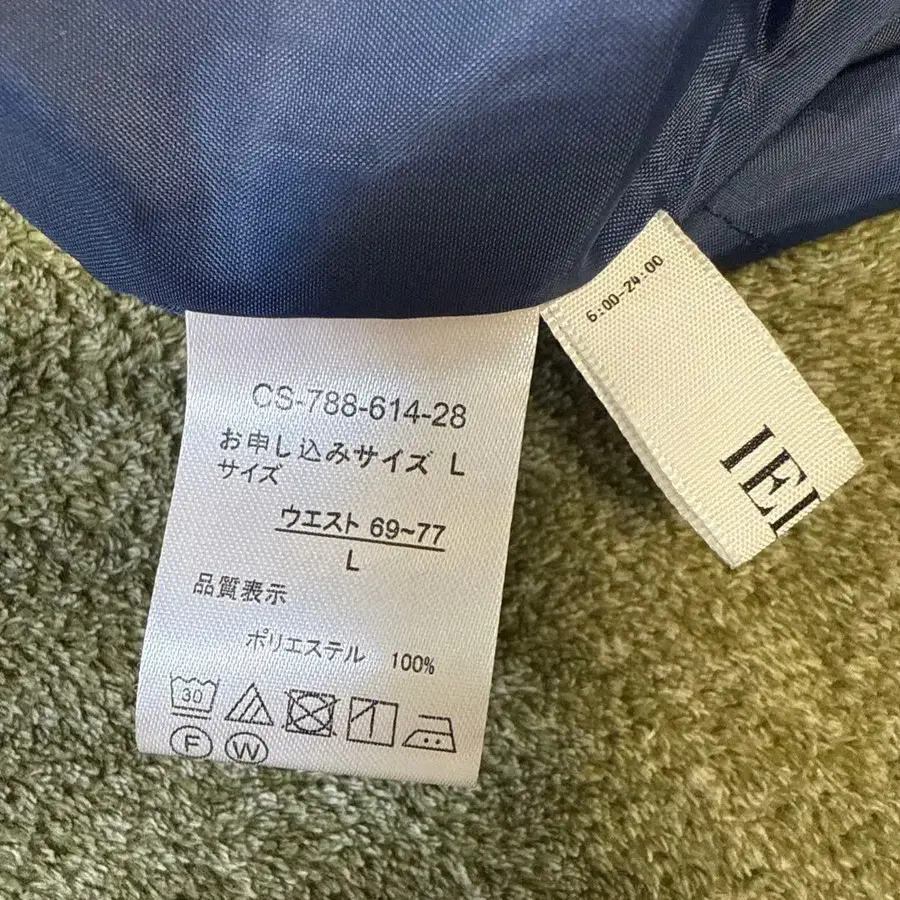 CS-788-614-28
お申し込みサイズ L
サイズ
ウエスト 69~77
L
品質表示
ポリエステル 100%
30
F W
6:00-24:00
IEI